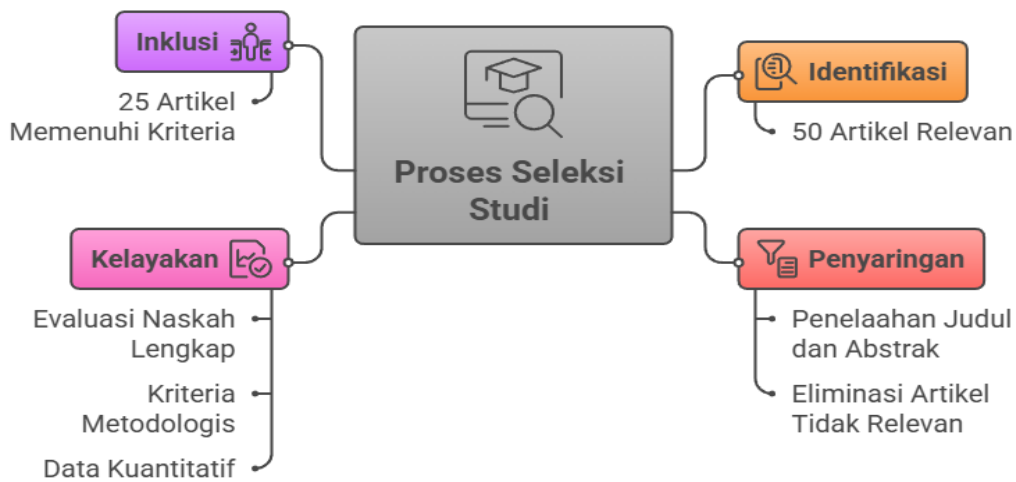 Proses Seleksi
Studi
Identifikasi
50 Artikel Relevan
Penyaringan
Penelaahan Judul
dan Abstrak
Eliminasi Artikel
Tidak Relevan
Kelayakan
Evaluasi Naskah
Lengkap
Kriteria
Metodologis
Data Kuantitatif
Inklusi
25 Artikel
Memenuhi Kriteria